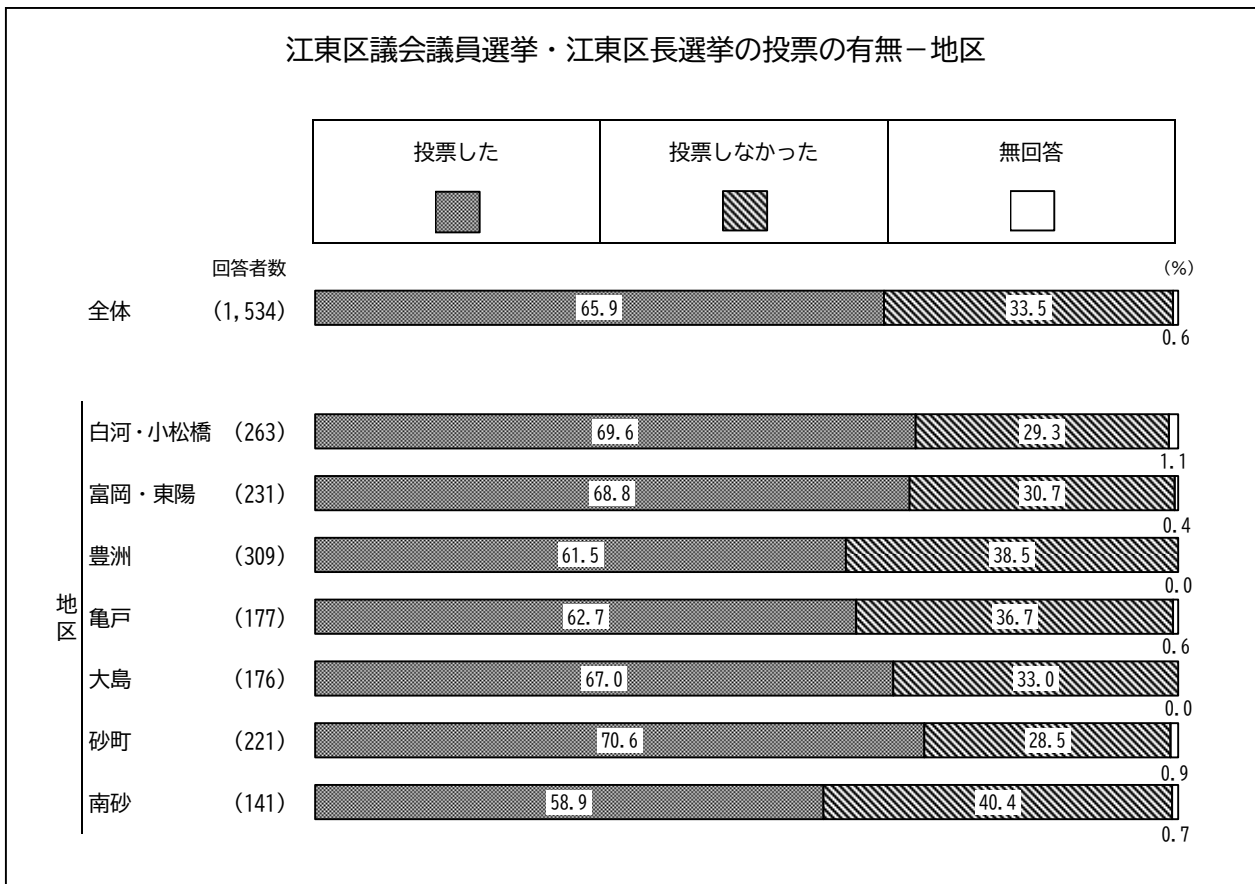 江東区議会議員選挙・江東区長選挙の投票の有無－地区
投票した 投票しなかった 無回答
回答者数 (%)
全体 (1,534) 65.9 33.5
0.6
白河・小松橋 (263) 69.6 29.3
1.1
富岡・東陽 (231) 68.8 30.7
0.4
豊洲 (309) 61.5 38.5
0.0
地区
亀戸 (177) 62.7 36.7
0.6
大島 (176) 67.0 33.0
0.0
砂町 (221) 70.6 28.5
0.9
南砂 (141) 58.9 40.4
0.7